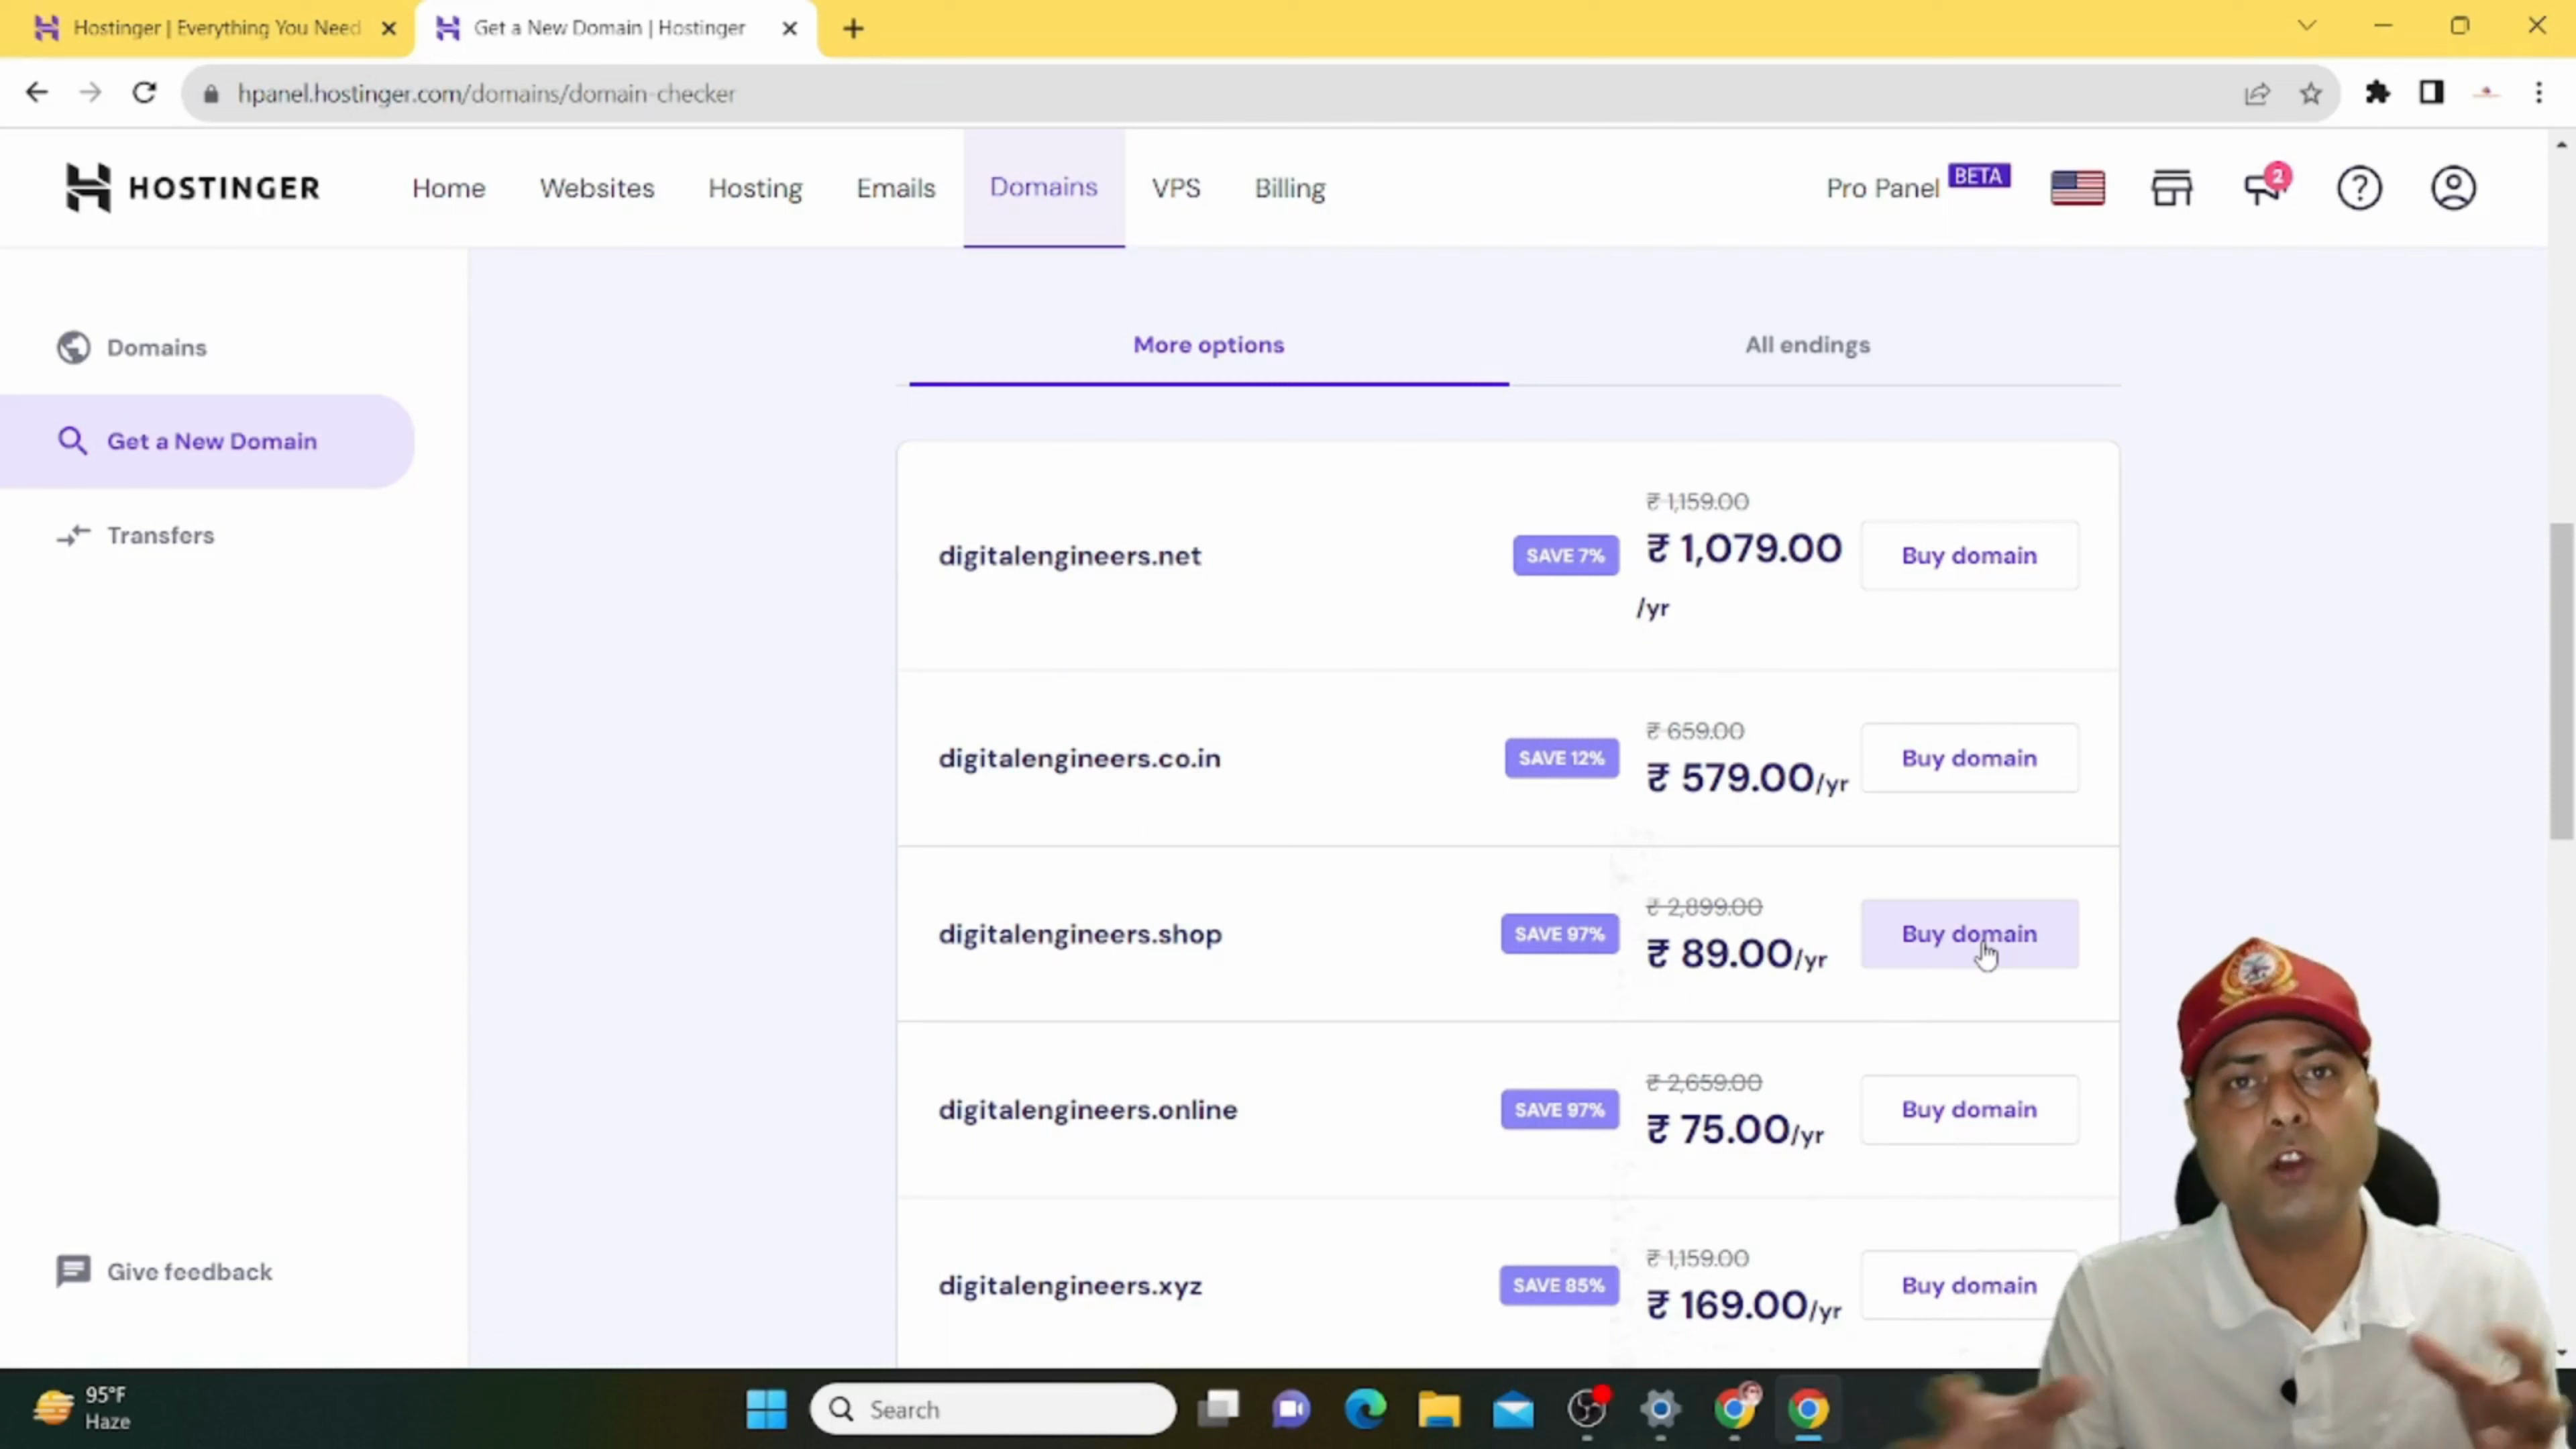 Hostinger | Everything You Need
Get a New Domain | Hostinger
hpanel.hostinger.com/domains/domain-checker
HOSTINGER
Home
Websites
Hosting
Emails
Domains
VPS
Billing
Pro Panel
BETA
2
Domains
Get a New Domain
Transfers
Give feedback
More options
All endings
digitalengineers.net
SAVE 7%
₹ 1,159.00
₹ 1,079.00
/yr
Buy domain
digitalengineers.co.in
SAVE 12%
₹ 659.00
₹ 579.00/yr
Buy domain
digitalengineers.shop
SAVE 97%
₹ 2,899.00
₹ 89.00/yr
Buy domain
digitalengineers.online
SAVE 97%
₹ 2,659.00
₹ 75.00/yr
Buy domain
digitalengineers.xyz
SAVE 85%
₹ 1,159.00
₹ 169.00/yr
Buy domain
95°F
Haze
Search